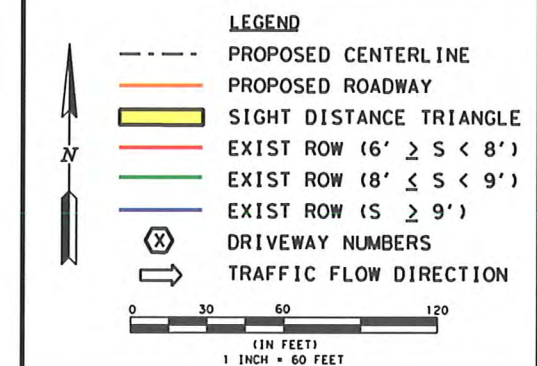 LEGEND
PROPOSED CENTERLINE
PROPOSED ROADWAY
SIGHT DISTANCE TRIANGLE
N
EXIST ROW (6' ≥ S < 8')
EXIST ROW (8' ≤ S < 9')
EXIST ROW (S ≥ 9')
X DRIVEWAY NUMBERS
TRAFFIC FLOW DIRECTION
0 30 60 120
(IN FEET)
1 INCH = 60 FEET